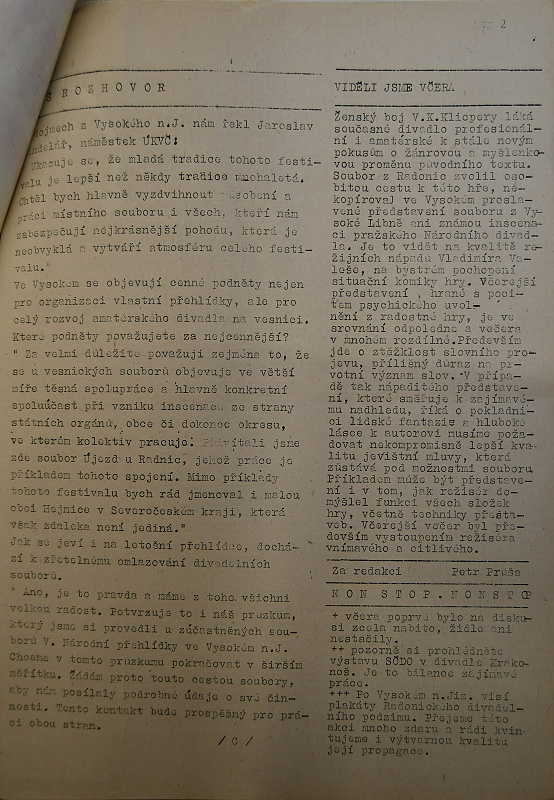 2
S ROZHOVOR
dojmech z Vysokého n.J. nám řekl Jaroslav
náměstek ÚKVČ:
Ukazuje se, že mladá tradice tohoto festi-
valu je lepší než někdy tradice mnohaletá.
Chtěl bych hlavně vyzdvihnout působení a
práci místního souboru i všech, kteří nám
zabezpečují nejkrásnější pohodu, která je
neobvyklá a vytváří atmosféru celého festi-
valu."
Ve Vysokém se objevují cenné podněty nejen
pro organizaci vlastní přehlídky, ale pro
celý rozvoj amatérského divadla na vesnici.
Které podněty považujete za nejcennější?
" Za velmi důležité považuji zejména to, že
se u vesnických souborů objevuje ve větší
míře těsná spolupráce a hlavně konkretní
spoluúčast při vzniku inscenace ze strany
státních orgánů, obce či dokonce okresu,
ve kterém kolektiv pracuje. Přivítali jsme
zde soubor Újezd u Radnic, jehož práce je
příkladem tohoto spojení. Mimo příklady
tohoto festivalu bych rád jmenoval i malou
obci Hejnice v Severočeském kraji, která
však zdaleka není jediná."
Jak se jeví i na letošní přehlídce, dochá-
zí k zřetelnému omlazování divadelních
souborů.
" Ano, je to pravda a máme z toho všichni
velkou radost. Potvrzuje to i náš průzkum,
který jsme si provedli u zúčastněných sou-
borů V. Národní přehlídky ve Vysokém n.J.
Chceme v tomto průzkumu pokračovat v širším
měřítku. Žádám proto touto cestou soubory,
aby nám posílaly podrobné údaje o své čin-
nosti. Tento kontakt bude prospěšný pro prá-
ci obou stran.
/ C /
VIDĚLI JSME VČERA
Ženský boj V.K.Klicpery láká
současné divadlo profesionál-
ní i amatérské k stále novým
pokusům o žánrovou a myšlenko-
vou proměnu původního textu.
Soubor z Radonic zvolil oso-
bitou cestu k této hře, ne-
kopíroval ve Vysokém prosla-
vené představení souboru z Vy-
soké Libně ani známou inscena-
ci pražského Národního divad-
la. Je to vidět na kvalitě re-
žijních nápadů Vladimíra Va-
leše, na bystrém pochopení
situační komiky hry. Včerejší
představení , hrané s poci-
tem psychického uvol-
nění z radostné hry, je ve
srovnání odpoledne a večera
v mnohém rozdílné.Především
jde o ztěžklost slovního pro-
jevu, přílišný důraz na pr-
votní význam slov. V přípa-
dě tak nápaditého představe-
ní, které směřuje k zajímavé-
mu nadhledu, říká o pokladni-
ci lidské fantazie a hluboké
lásce k autorovi musíme poža-
dovat nekompromisně lepší kva-
litu jevištní mluvy, která
zůstává pod možnostmi souboru
Příkladem může být představe-
ní i v tom, jak režisér do-
mýšlel funkci všech složek
hry, včetně techniky přesta-
veb. Včerejší večer byl pře-
devším vystoupením režiséra
vnímavého a citlivého.
Za redakci Petr Průša
NON STOP.NONSTOP
+ včera poprvé bylo na disku-
si zcela nabito, židle ani
nestačily.
++ pozorně si prohlédněte
výstavu SČDO v divadle Krako-
noš. Je to bilance zajímavé
práce.
+++ Po Vysokém n.Jiz. visí
plakáty Radonického divadel-
ního podzimu. Přejeme této
akci mnoho zdaru a rádi kvin-
tujeme i výtvarnou kvalitu
její propagace.